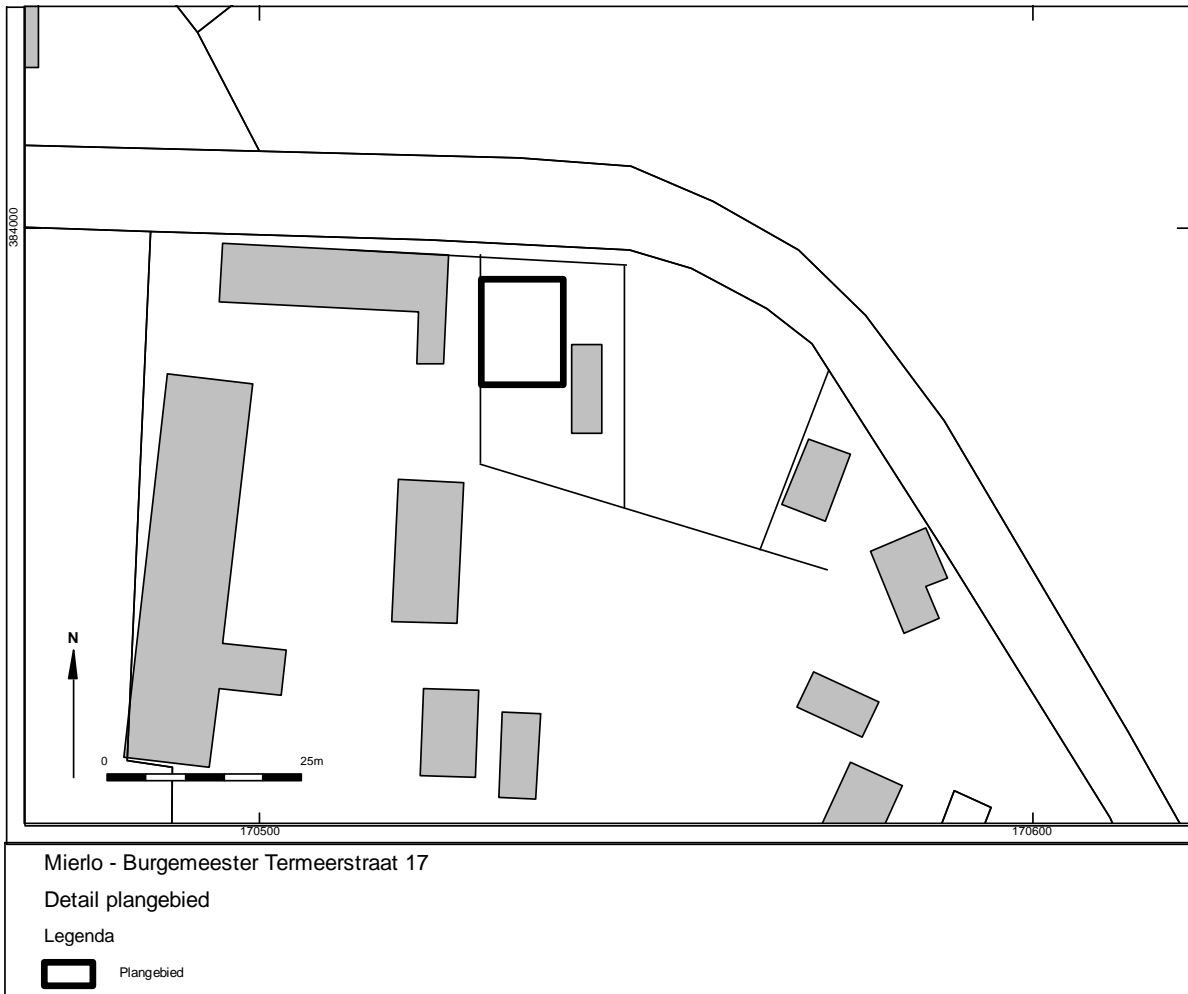 384000
N
0 25m
170500 170600
Mierlo - Burgemeester Termeerstraat 17
Detail plangebied
Legenda
Plangebied